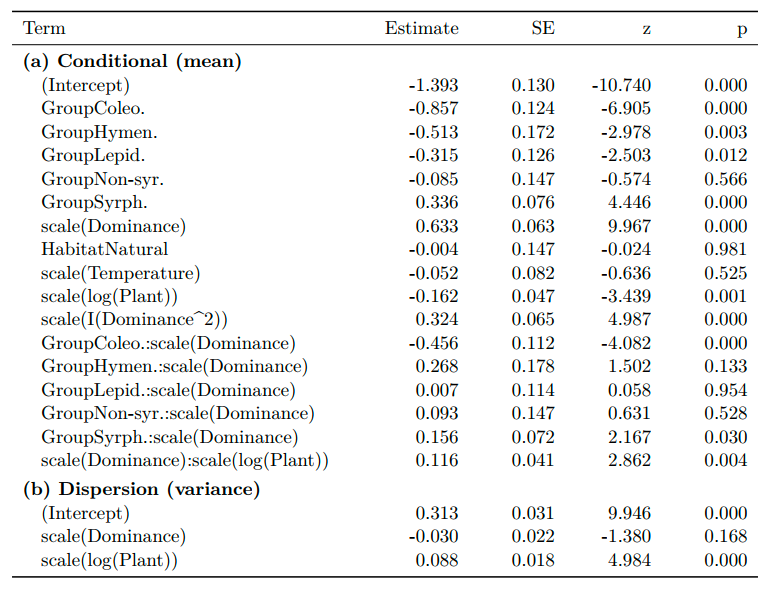 Term Estimate SE z p
(a) Conditional (mean)
(Intercept) -1.393 0.130 -10.740 0.000
GroupColeo. -0.857 0.124 -6.905 0.000
GroupHymen. -0.513 0.172 -2.978 0.003
GroupLepid. -0.315 0.126 -2.503 0.012
GroupNon-syr. -0.085 0.147 -0.574 0.566
GroupSyrph. 0.336 0.076 4.446 0.000
scale(Dominance) 0.633 0.063 9.967 0.000
HabitatNatural -0.004 0.147 -0.024 0.981
scale(Temperature) -0.052 0.082 -0.636 0.525
scale(log(Plant)) -0.162 0.047 -3.439 0.001
scale(I(Dominance^2)) 0.324 0.065 4.987 0.000
GroupColeo.:scale(Dominance) -0.456 0.112 -4.082 0.000
GroupHymen.:scale(Dominance) 0.268 0.178 1.502 0.133
GroupLepid.:scale(Dominance) 0.007 0.114 0.058 0.954
GroupNon-syr.:scale(Dominance) 0.093 0.147 0.631 0.528
GroupSyrph.:scale(Dominance) 0.156 0.072 2.167 0.030
scale(Dominance):scale(log(Plant)) 0.116 0.041 2.862 0.004
(b) Dispersion (variance)
(Intercept) 0.313 0.031 9.946 0.000
scale(Dominance) -0.030 0.022 -1.380 0.168
scale(log(Plant)) 0.088 0.018 4.984 0.000